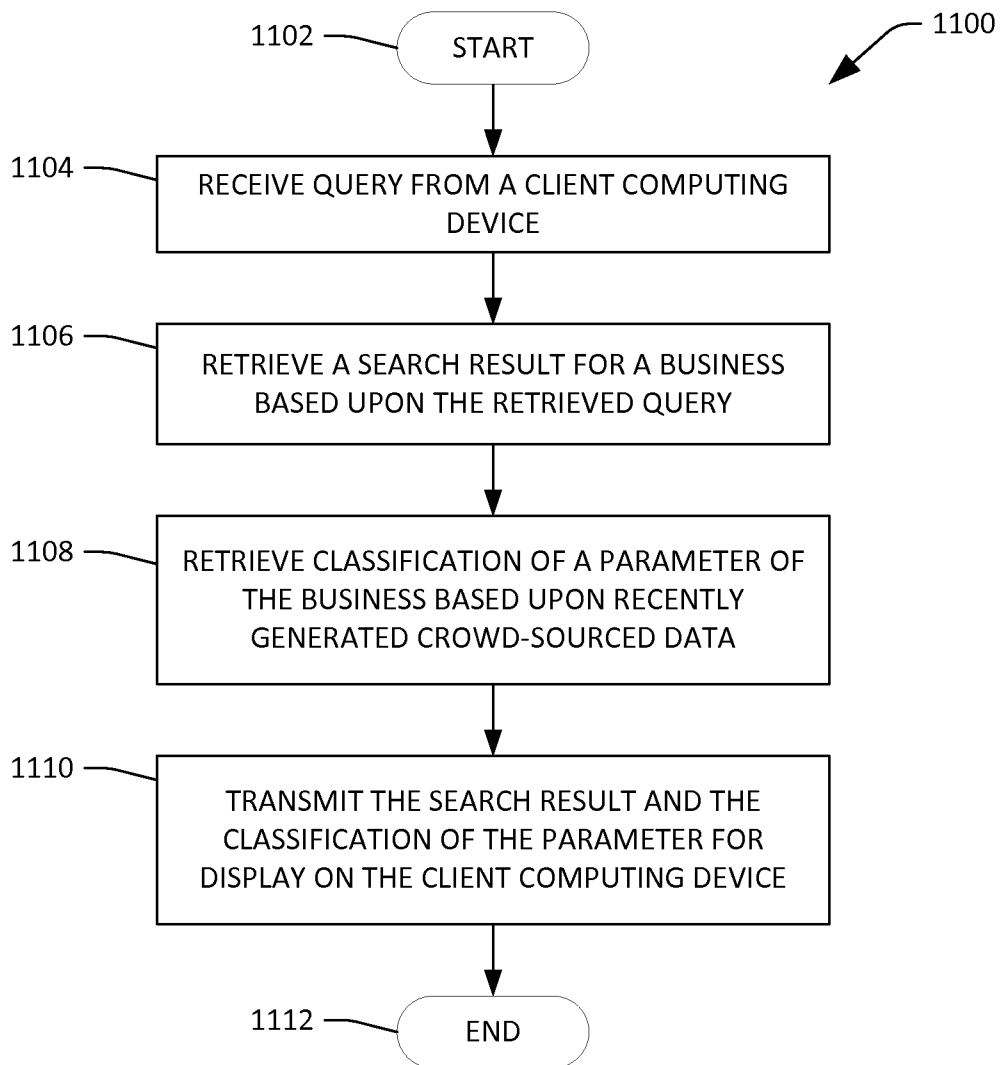 1100
1102
START
1104
RECEIVE QUERY FROM A CLIENT COMPUTING
DEVICE
1106
RETRIEVE A SEARCH RESULT FOR A BUSINESS
BASED UPON THE RETRIEVED QUERY
1108
RETRIEVE CLASSIFICATION OF A PARAMETER OF
THE BUSINESS BASED UPON RECENTLY
GENERATED CROWD-SOURCED DATA
1110
TRANSMIT THE SEARCH RESULT AND THE
CLASSIFICATION OF THE PARAMETER FOR
DISPLAY ON THE CLIENT COMPUTING DEVICE
1112
END